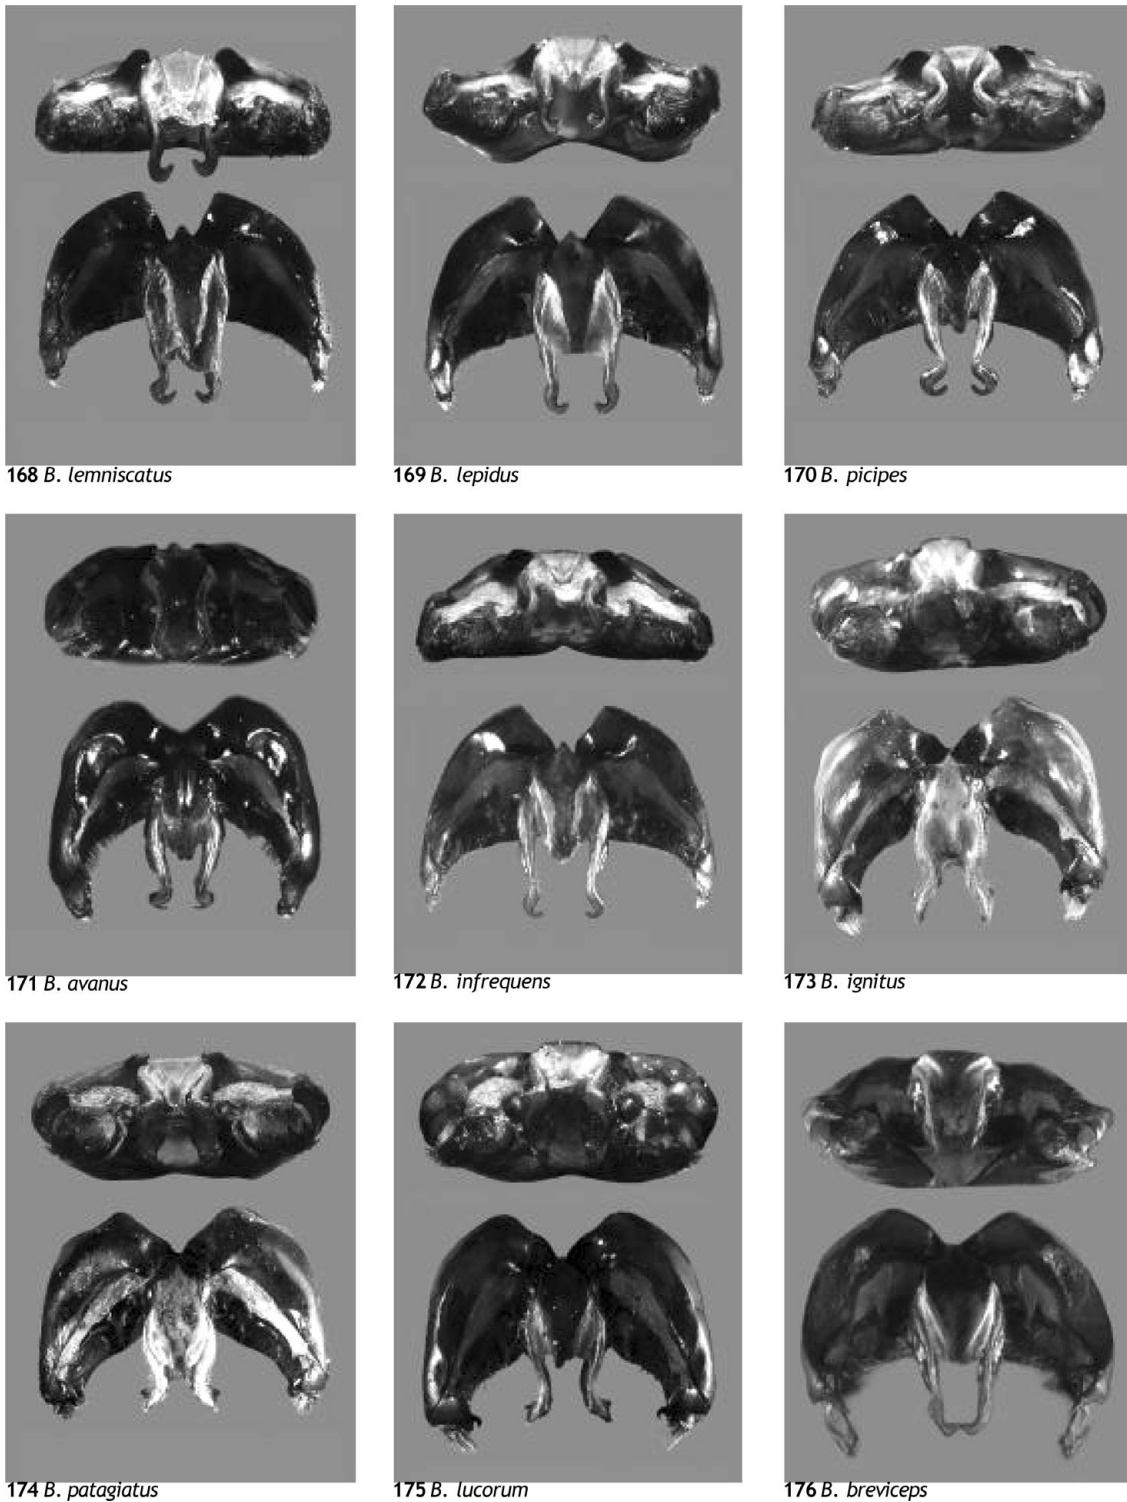 168 B. lemniscatus
169 B. lepidus
170 B. picipes
171 B. avanus
172 B. infrequens
173 B. ignitus
174 B. patagiatus
175 B. lucorum
176 B. breviceps